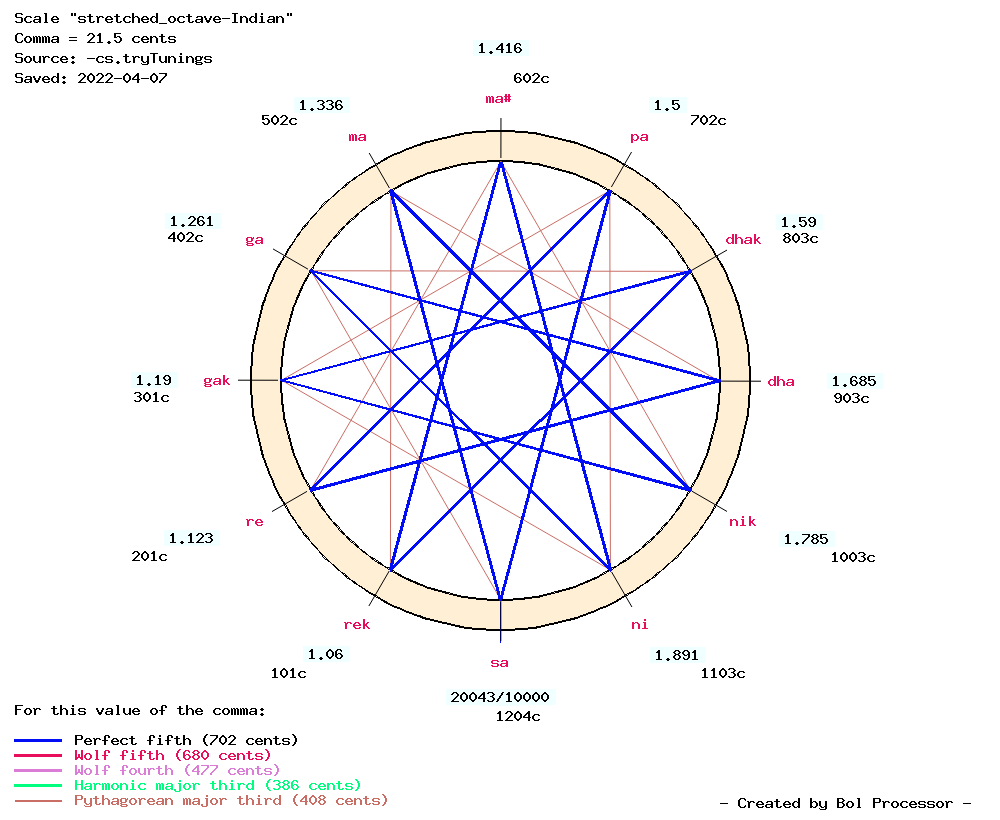 Scale "stretched_octave-Indian"
Comma = 21.5 cents
Source: -cs.tryTunings
Saved: 2022-04-07
1.416
602c
ma#
1.336
502c
ma
1.5
702c
pa
1.261
402c
ga
1.59
803c
dhak
1.19
301c
gak
dha
1.685
903c
re
1.123
201c
nik
1.785
1003c
rek
1.06
101c
ni
1.891
1103c
sa
20043/10000
1204c
For this value of the comma:
Perfect fifth (702 cents)
Wolf fifth (680 cents)
Wolf fourth (477 cents)
Harmonic major third (386 cents)
Pythagorean major third (408 cents)
- Created by Bol Processor -